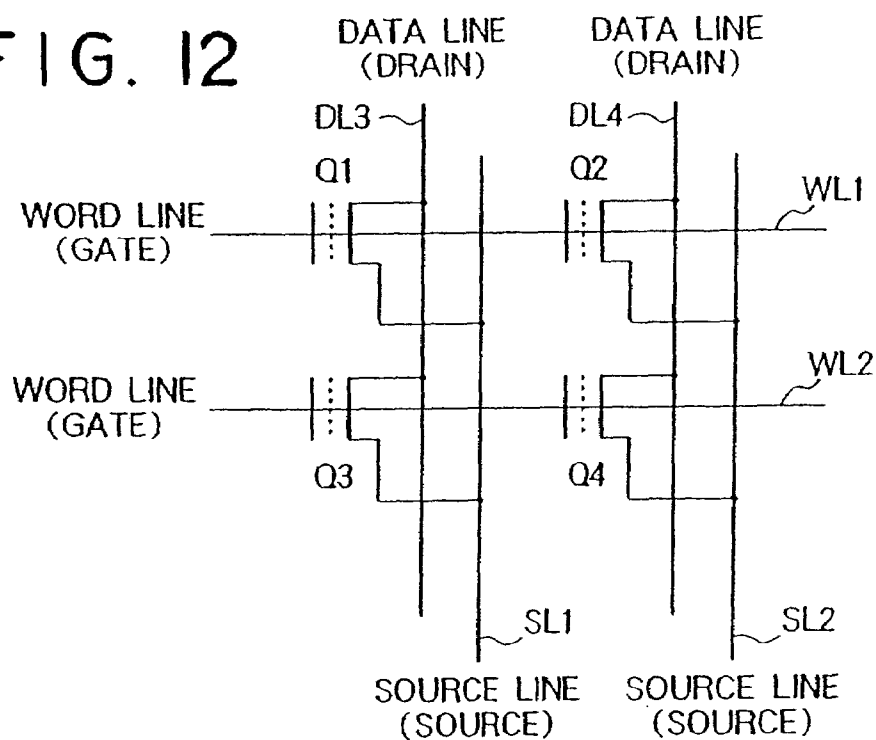 FIG. 12
DATA LINE
(DRAIN)
DATA LINE
(DRAIN)
DL3
DL4
Q1
Q2
WL1
WORD LINE
(GATE)
WL2
WORD LINE
(GATE)
Q3
Q4
SL1
SL2
SOURCE LINE
(SOURCE)
SOURCE LINE
(SOURCE)